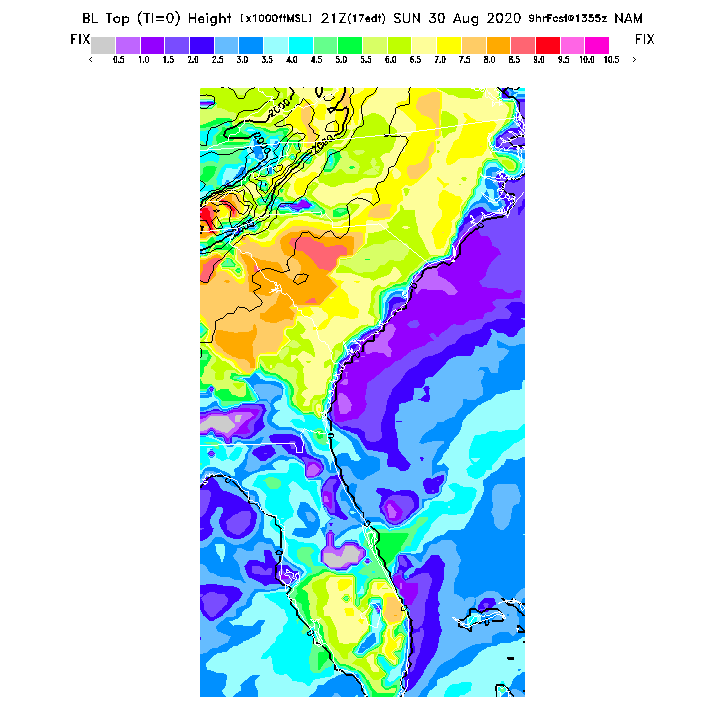 BL Top (TI=0) Height [x1000ftMSL] 21Z(17edt) SUN 30 Aug 2020 9hrFcst@1355z NAM
FIX FIX
< 0.5 1.0 1.5 2.0 2.5 3.0 3.5 4.0 4.5 5.0 5.5 6.0 6.5 7.0 7.5 8.0 8.5 9.0 9.5 10.0 10.5 >
2000
2000
2000